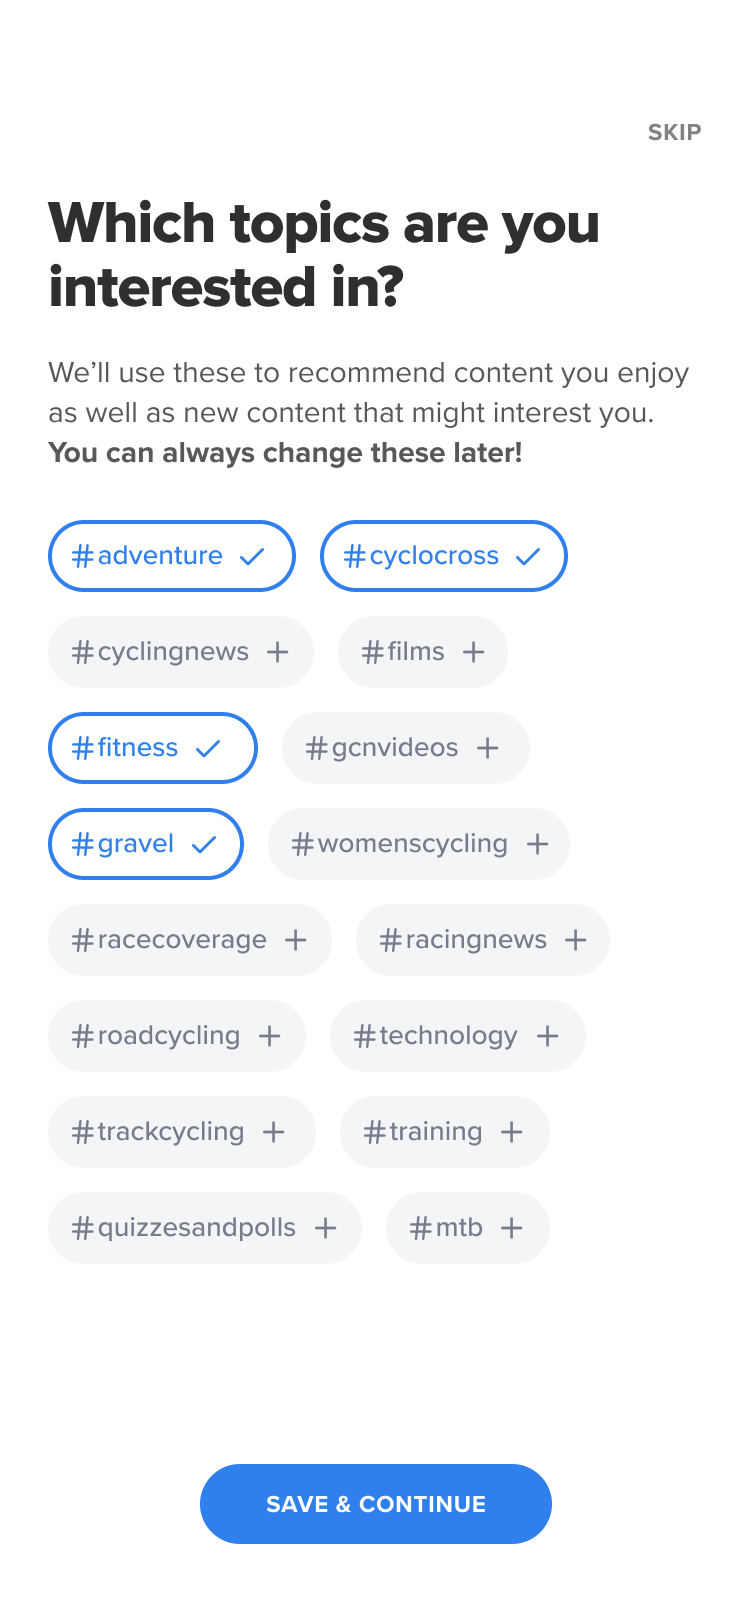 SKIP
Which topics are you
interested in?
We’ll use these to recommend content you enjoy
as well as new content that might interest you.
You can always change these later!
#adventure #cyclocross
#cyclingnews #films
#fitness #gcnvideos
#gravel #womenscycling
#racecoverage #racingnews
#roadcycling #technology
#trackcycling #training
#quizzesandpolls #mtb
SAVE & CONTINUE